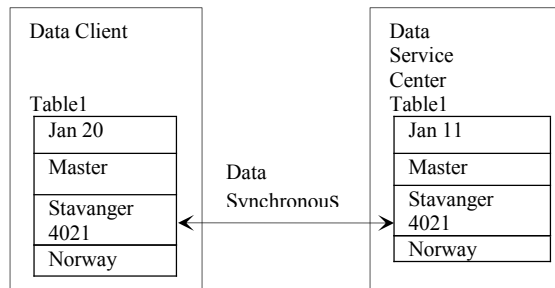 Data Client
Table1
Jan 20
Master
Stavanger
4021
Norway
Data
SynchronouS
Data
Service
Center
Table1
Jan 11
Master
Stavanger
4021
Norway